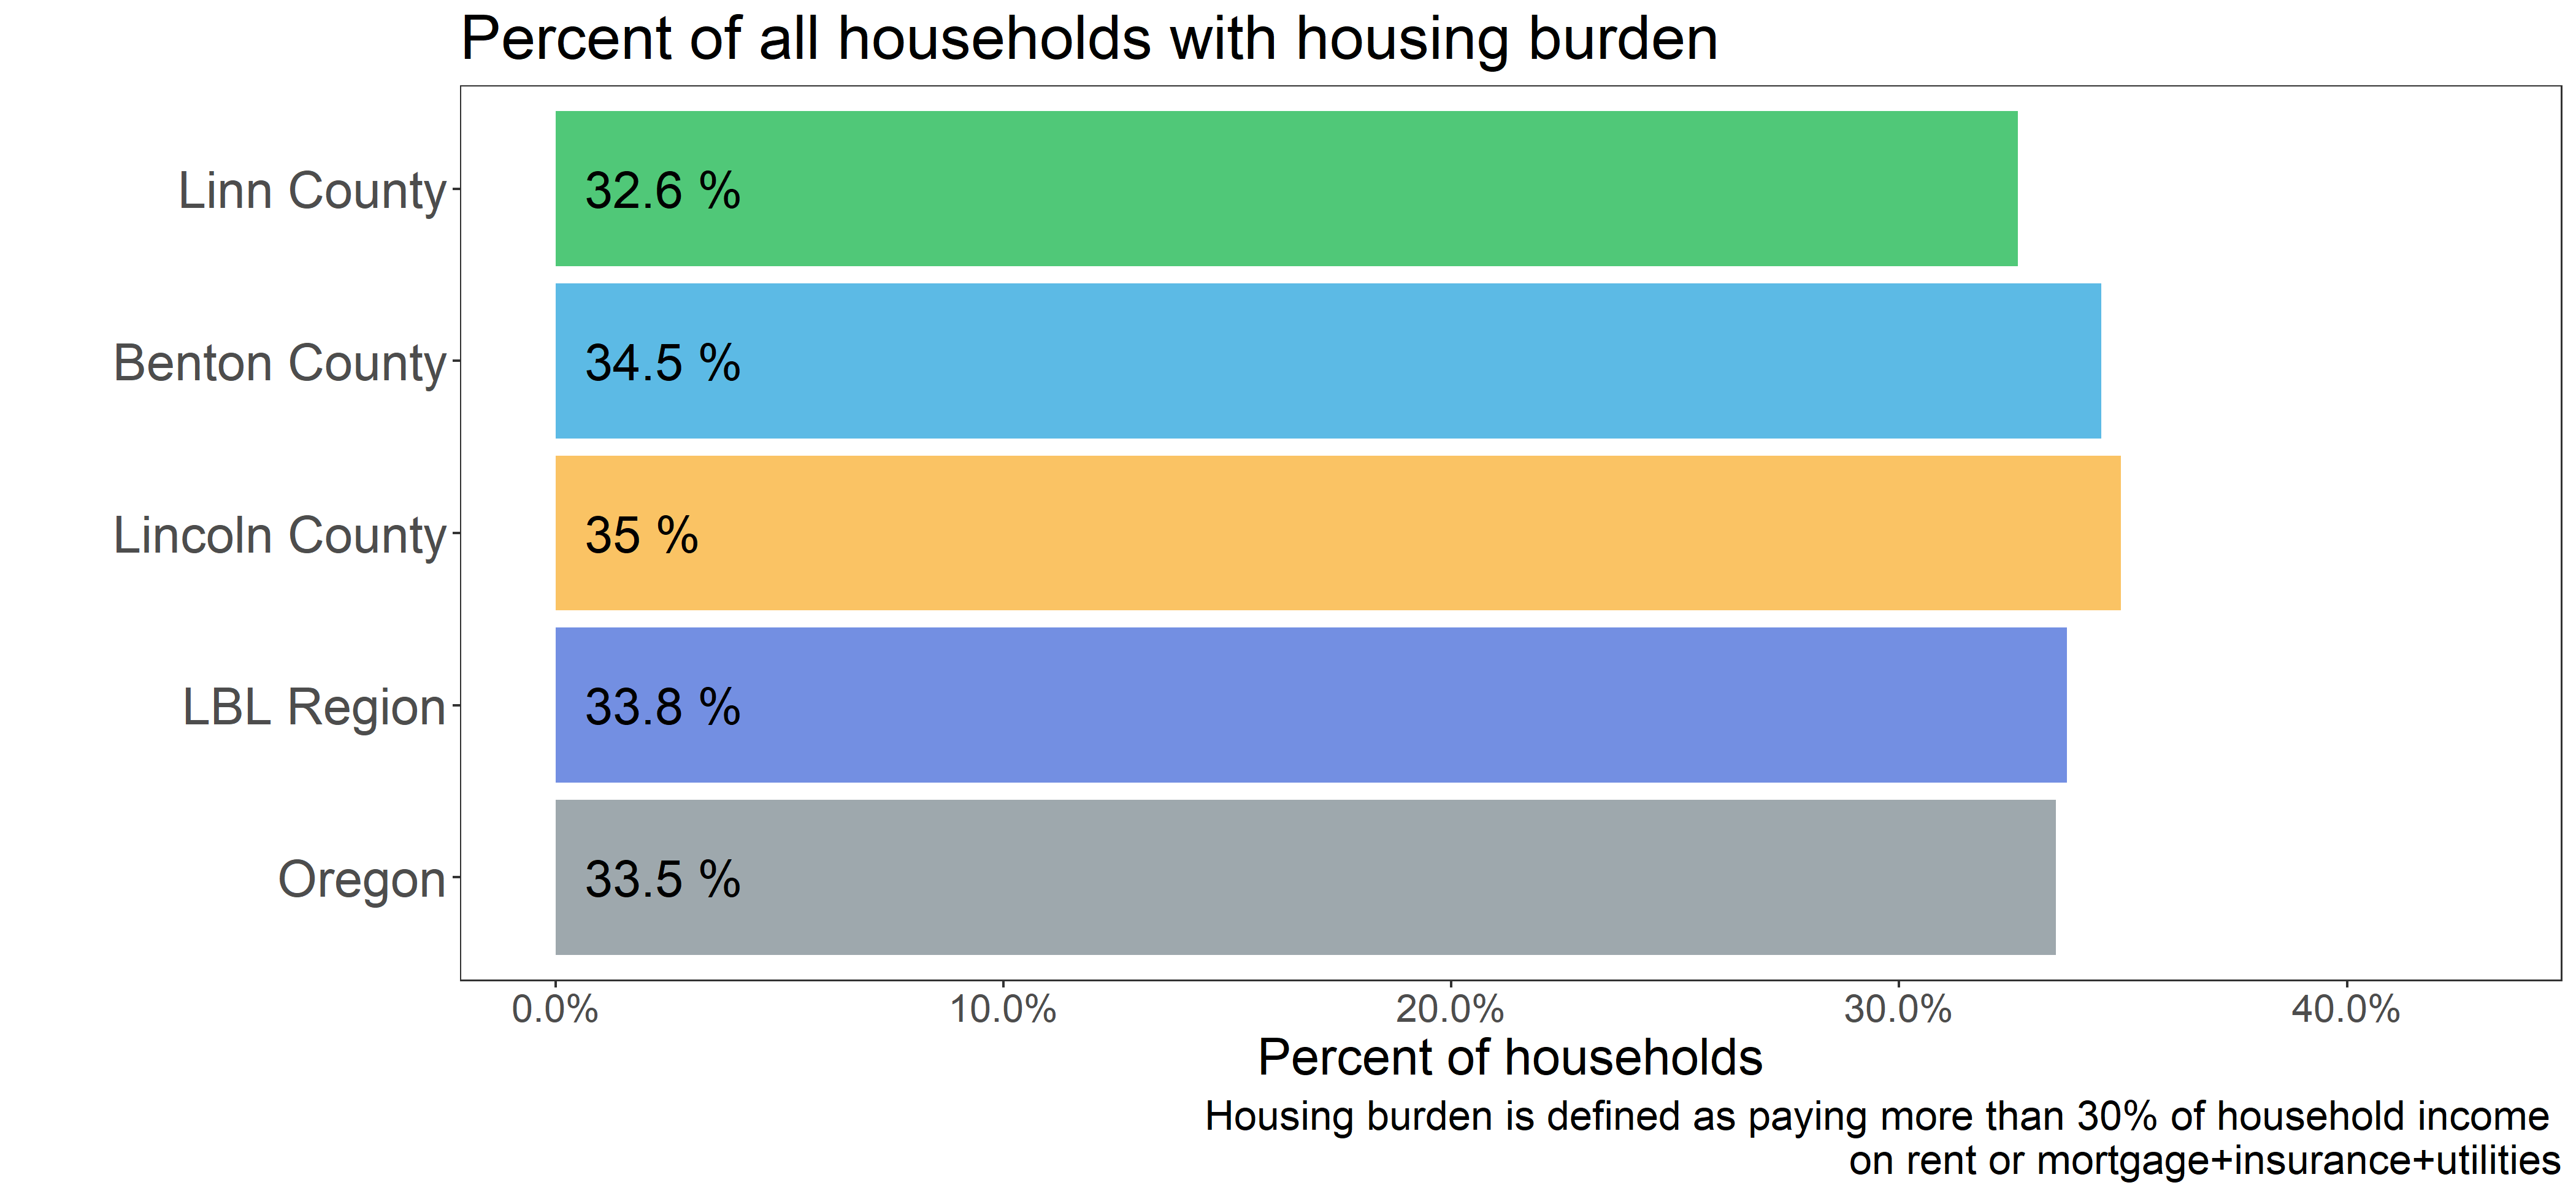 Percent of all households with housing burden
Linn County
32.6 %
Benton County
34.5 %
Lincoln County
35 %
LBL Region
33.8 %
Oregon
33.5 %
0.0%
10.0%
20.0%
30.0%
40.0%
Percent of households
Housing burden is defined as paying more than 30% of household income
on rent or mortgage+insurance+utilities